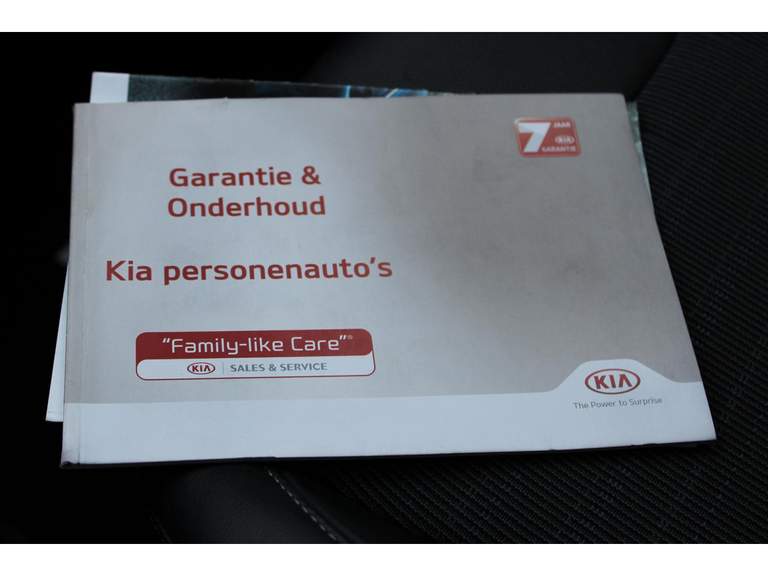 7 JAAR
KIA
GARANTIE
Garantie &
Onderhoud
Kia personenauto's
"Family-like Care"®
KIA | SALES & SERVICE
KIA
The Power to Surprise